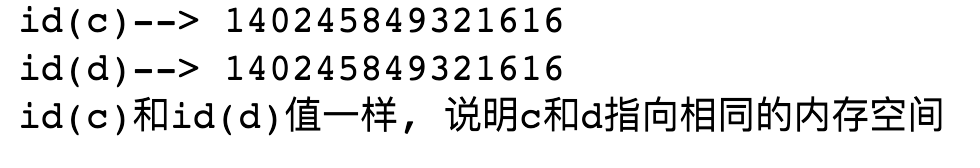 id(c)--> 140245849321616
id(d)--> 140245849321616
id(c)和id(d)值一样, 说明c和d指向相同的内存空间